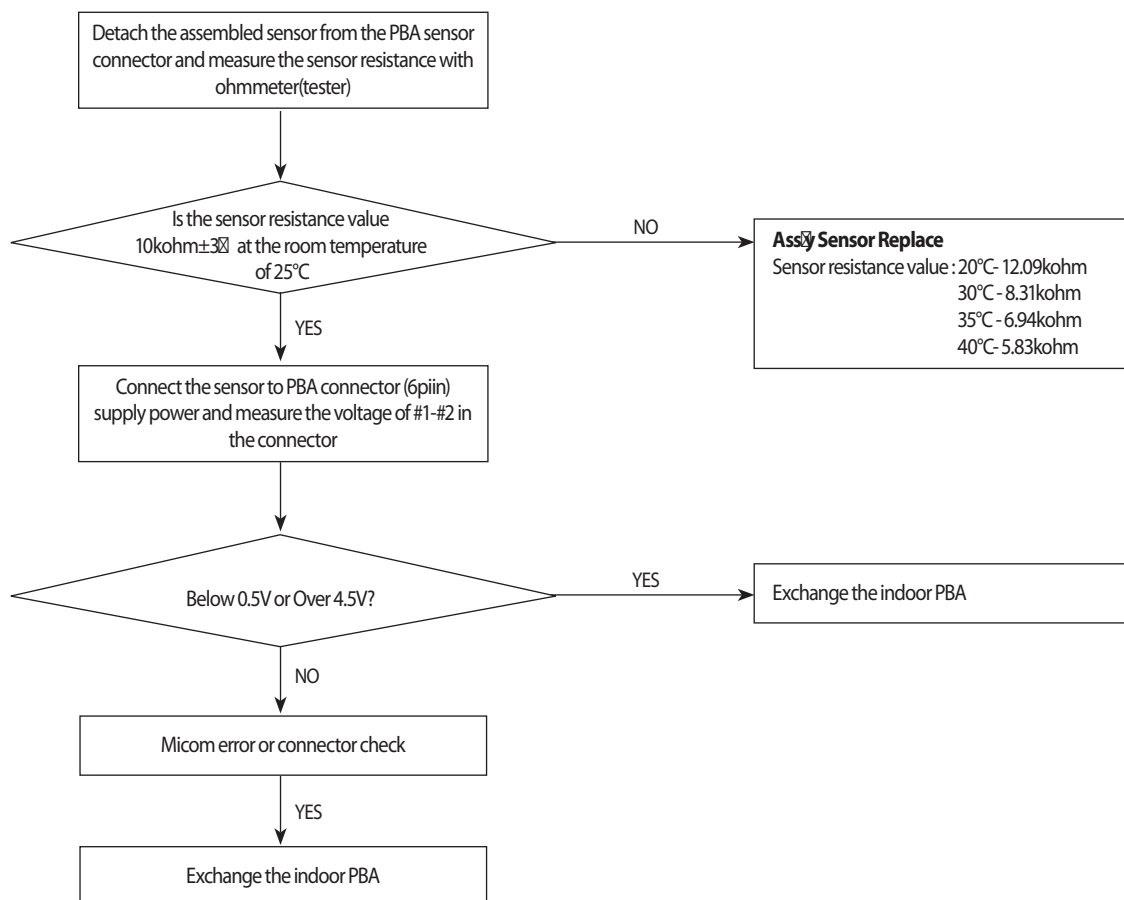 Detach the assembled sensor from the PBA sensor
connector and measure the sensor resistance with
ohmmeter(tester)
Is the sensor resistance value
10kohm±3 at the room temperature
of 25°C
NO
Sensor Replace
Sensor resistance value : 20°C- 12.09kohm
30°C - 8.31kohm
35°C - 6.94kohm
40°C- 5.83kohm
YES
Connect the sensor to PBA connector (6piin)
supply power and measure the voltage of #1-#2 in
the connector
Below 0.5V or Over 4.5V?
YES
Exchange the indoor PBA
NO
Micom error or connector check
YES
Exchange the indoor PBA